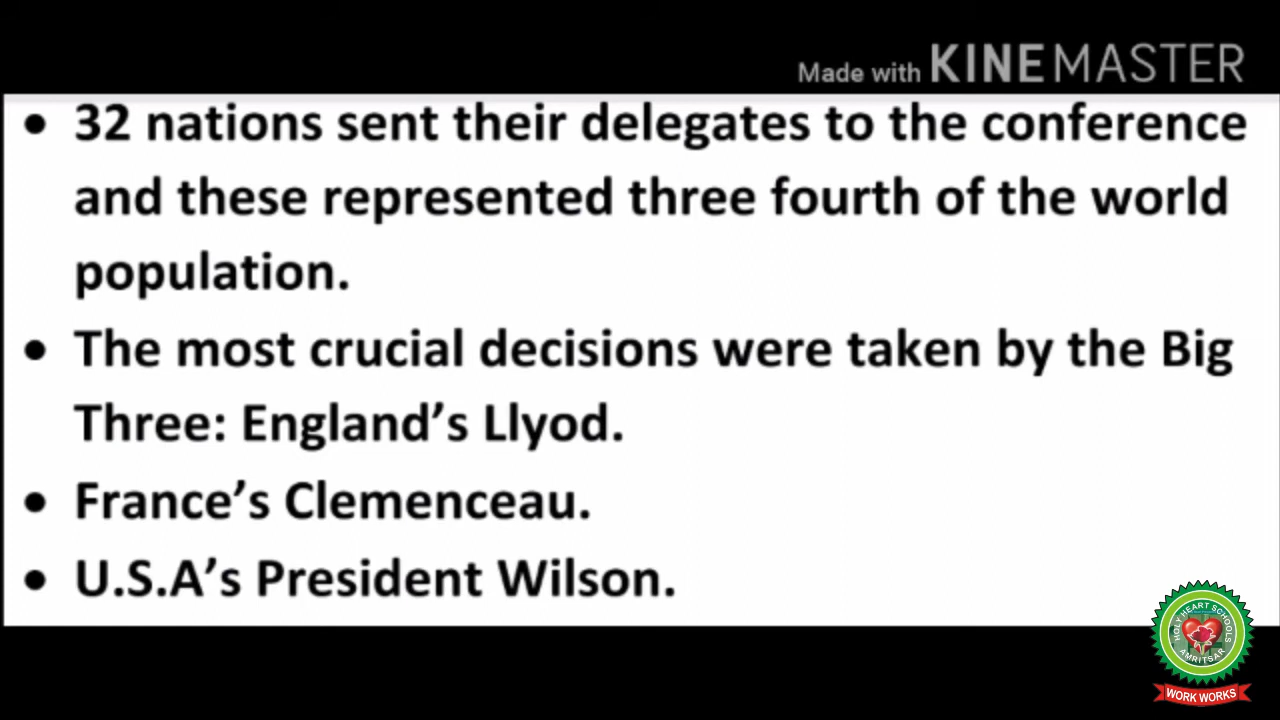 Made with KINEMASTER
• 32 nations sent their delegates to the conference
and these represented three fourth of the world
population.
• The most crucial decisions were taken by the Big
Three: England’s Llyod.
• France’s Clemenceau.
• U.S.A’s President Wilson.
HOLY HEART SCHOOLS
AMRITSAR
WORK WORKS